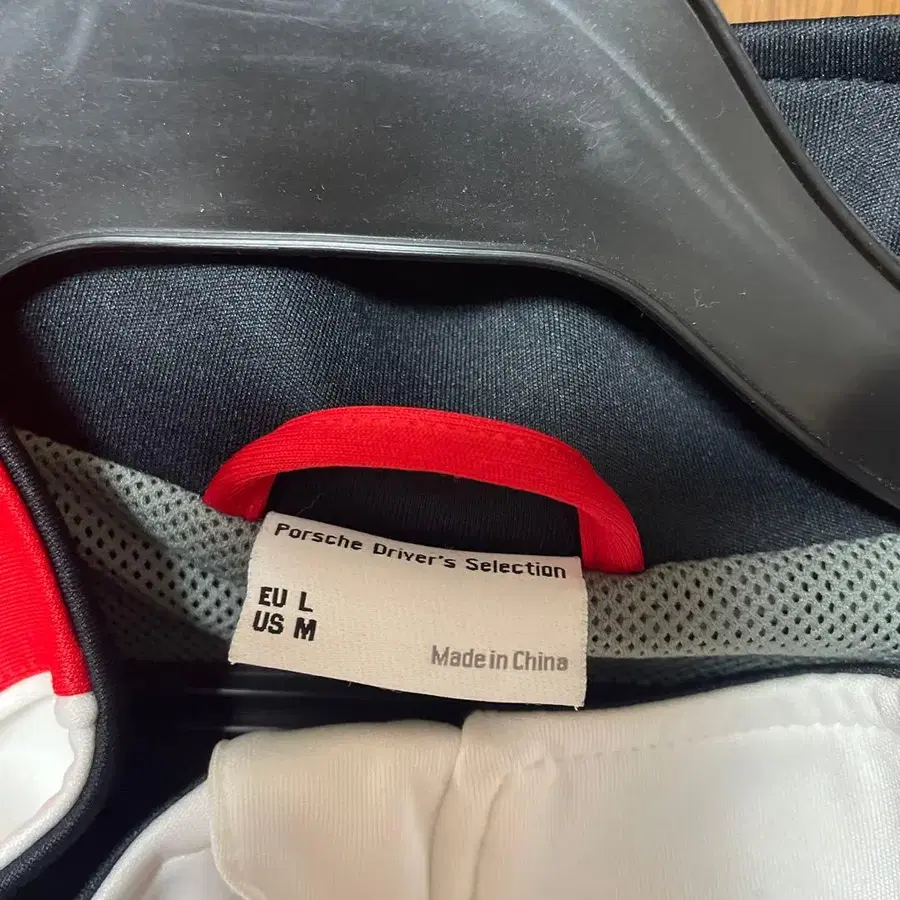 Porsche Driver's Selection
EU L
US M
Made in China